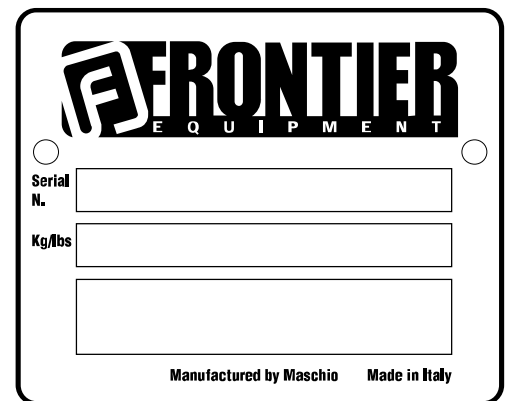 FRONTIER
EQUIPMENT
Serial
N.
Kg/lbs
Manufactured by Maschio Made in Italy